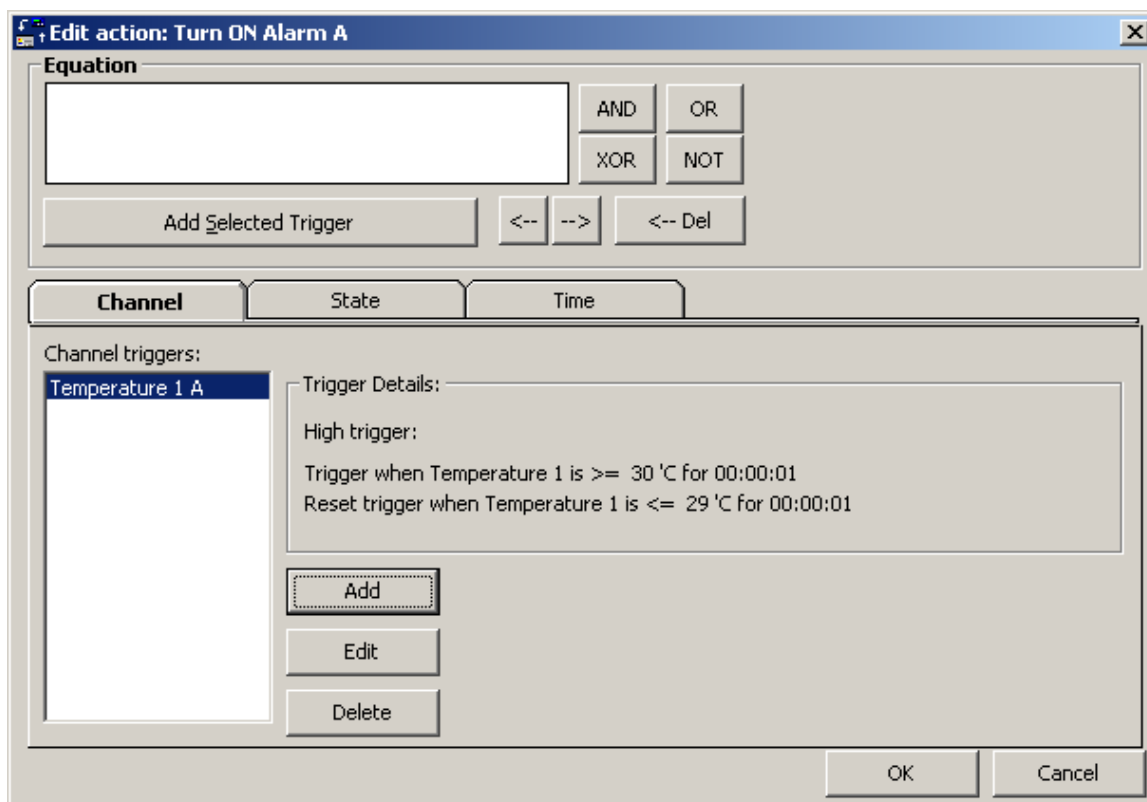 Edit action: Turn ON Alarm A
Equation
AND OR
XOR NOT
Add Selected Trigger <-- --> <-- Del
Channel State Time
Channel triggers:
Temperature 1 A
Trigger Details:
High trigger:
Trigger when Temperature 1 is >= 30 'C for 00:00:01
Reset trigger when Temperature 1 is <= 29 'C for 00:00:01
Add
Edit
Delete
OK Cancel